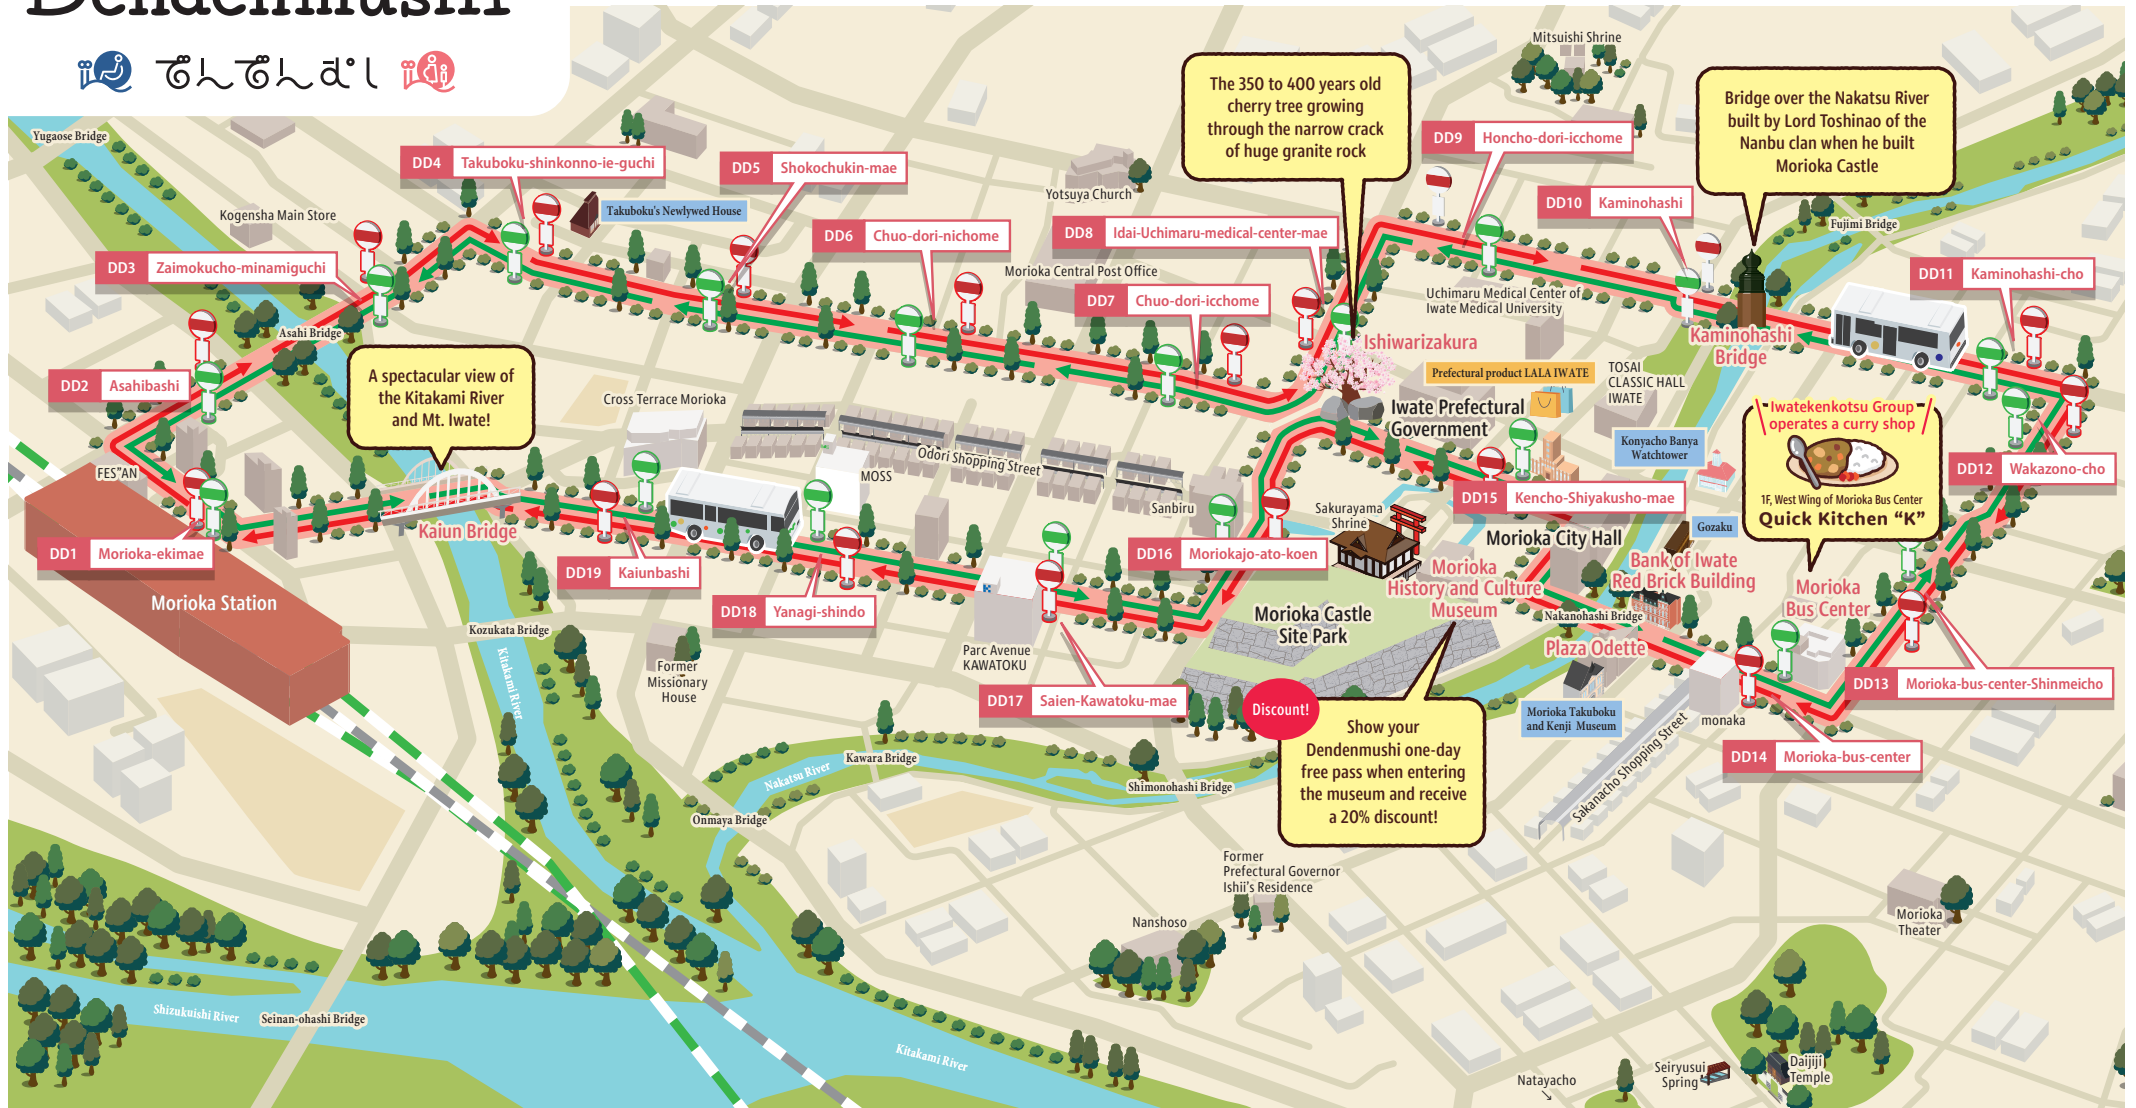 Dendenmushi
でんでんむし
Yugaose Bridge
Mitsuishi Shrine
The 350 to 400 years old
cherry tree growing
through the narrow crack
of huge granite rock
Bridge over the Nakatsu River
built by Lord Toshinao of the
Nanbu clan when he built
Morioka Castle
DD9 Honcho-dori-icchome
DD4 Takuboku-shinkonno-ie-guchi
DD5 Shokochukin-mae
Yotsuya Church
DD10 Kaminohashi
Kogensha Main Store
Takuboku's Newlywed House
Fujimi Bridge
DD6 Chuo-dori-nichome
DD8 Idai-Uchimaru-medical-center-mae
DD3 Zaimokucho-minamiguchi
Morioka Central Post Office
DD11 Kaminohashi-cho
DD7 Chuo-dori-icchome
Uchimaru Medical Center of
Iwate Medical University
Asahi Bridge
Ishiwarizakura
Kaminohashi
Bridge
DD2 Asahibashi
A spectacular view of
the Kitakami River
and Mt. Iwate!
Prefectural product LALA IWATE
TOSAI
CLASSIC HALL
IWATE
Cross Terrace Morioka
Iwate Prefectural
Government
Iwatekenkotsu Group
operates a curry shop
1F, West Wing of Morioka Bus Center
Quick Kitchen “K”
Konyacho Banya
Watchtower
Odori Shopping Street
FES"AN
MOSS
DD12 Wakazono-cho
DD15 Kencho-Shiyakusho-mae
Sanbiru
Sakurayama
Shrine
Gozaku
Kaiun Bridge
Morioka City Hall
DD1 Morioka-ekimae
DD16 Moriokajo-ato-koen
Bank of Iwate
Red Brick Building
DD19 Kaiunbashi
Morioka
History and Culture
Museum
Morioka
Bus Center
Morioka Station
DD18 Yanagi-shindo
Morioka Castle
Site Park
Nakanohashi Bridge
Kozukata Bridge
Plaza Odette
Parc Avenue
KAWATOKU
Former
Missionary
House
Kitakami River
DD17 Saien-Kawatoku-mae
DD13 Morioka-bus-center-Shinmeicho
Discount!
Show your
Dendenmushi one-day
free pass when entering
the museum and receive
a 20% discount!
Morioka Takuboku
and Kenji Museum
monaka
DD14 Morioka-bus-center
Sakanacho Shopping Street
Kawara Bridge
Nakatsu River
Shimonohashi Bridge
Onmaya Bridge
Former
Prefectural Governor
Ishii's Residence
Nanshoso
Morioka
Theater
Shizukuishi River
Seinan-ohashi Bridge
Kitakami River
Natayacho
↘
Seiryusui
Spring
Daijiji
Temple